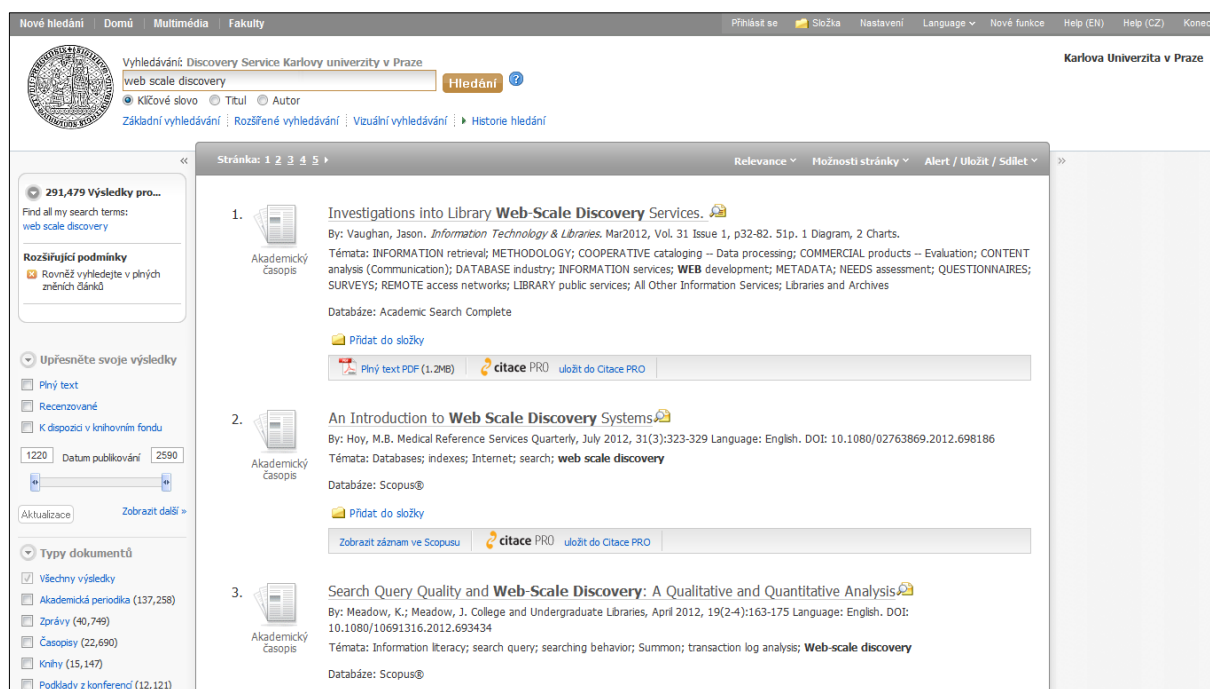 Nové hledání | Domů | Multimédia | Fakulty
Přihlásit se Složka Nastavení Language Nové funkce Help (EN) Help (CZ)
Vyhledávání: Discovery Service Karlovy univerzity v Praze
Karlova Univerzita v Praze
web scale discovery
Hledání ?
Klíčové slovo Titul Autor
Základní vyhledávání Rozšířené vyhledávání Vizuální vyhledávání Historie hledání
«
291,479 Výsledky pro...
Find all my search terms:
web scale discovery
Rozšiřující podmínky
Rovněž vyhledejte v plných
zněních článků
Upřesněte svoje výsledky
Plný text
Recenzované
K dispozici v knihovním fondu
1220 Datum publikování 2590
Aktualizace Zobrazit další »
Typy dokumentů
Všechny výsledky
Akademická periodika (137,258)
Zprávy (40,749)
Časopisy (22,690)
Knihy (15,147)
Podklady z konferencí (12,121)
Stránka: 1 2 3 4 5
Relevance Možnosti stránky Alert / Uložit / Sdílet »
1.
Akademický
časopis
Investigations into Library Web-Scale Discovery Services.
By: Vaughan, Jason. Information Technology & Libraries. Mar2012, Vol. 31 Issue 1, p32-82. 51p. 1 Diagram, 2 Charts.
Témata: INFORMATION retrieval; METHODOLOGY; COOPERATIVE cataloging -- Data processing; COMMERCIAL products -- Evaluation; CONTENT
analysis (Communication); DATABASE industry; INFORMATION services; WEB development; METADATA; NEEDS assessment; QUESTIONNAIRES;
SURVEYS; REMOTE access networks; LIBRARY public services; All Other Information Services; Libraries and Archives
Databáze: Academic Search Complete
Přidat do složky
Plný text PDF (1.2MB) citace PRO uložit do Citace PRO
2.
Akademický
časopis
An Introduction to Web Scale Discovery Systems
By: Hoy, M.B. Medical Reference Services Quarterly, July 2012, 31(3):323-329 Language: English. DOI: 10.1080/02763869.2012.698186
Témata: Databases; indexes; Internet; search; web scale discovery
Databáze: Scopus®
Přidat do složky
Zobrazit záznam ve Scopusu citace PRO uložit do Citace PRO
3.
Akademický
časopis
Search Query Quality and Web-Scale Discovery: A Qualitative and Quantitative Analysis
By: Meadow, K.; Meadow, J. College and Undergraduate Libraries, April 2012, 19(2-4):163-175 Language: English. DOI:
10.1080/10691316.2012.693434
Témata: Information literacy; search query; searching behavior; Summon; transaction log analysis; Web-scale discovery
Databáze: Scopus®